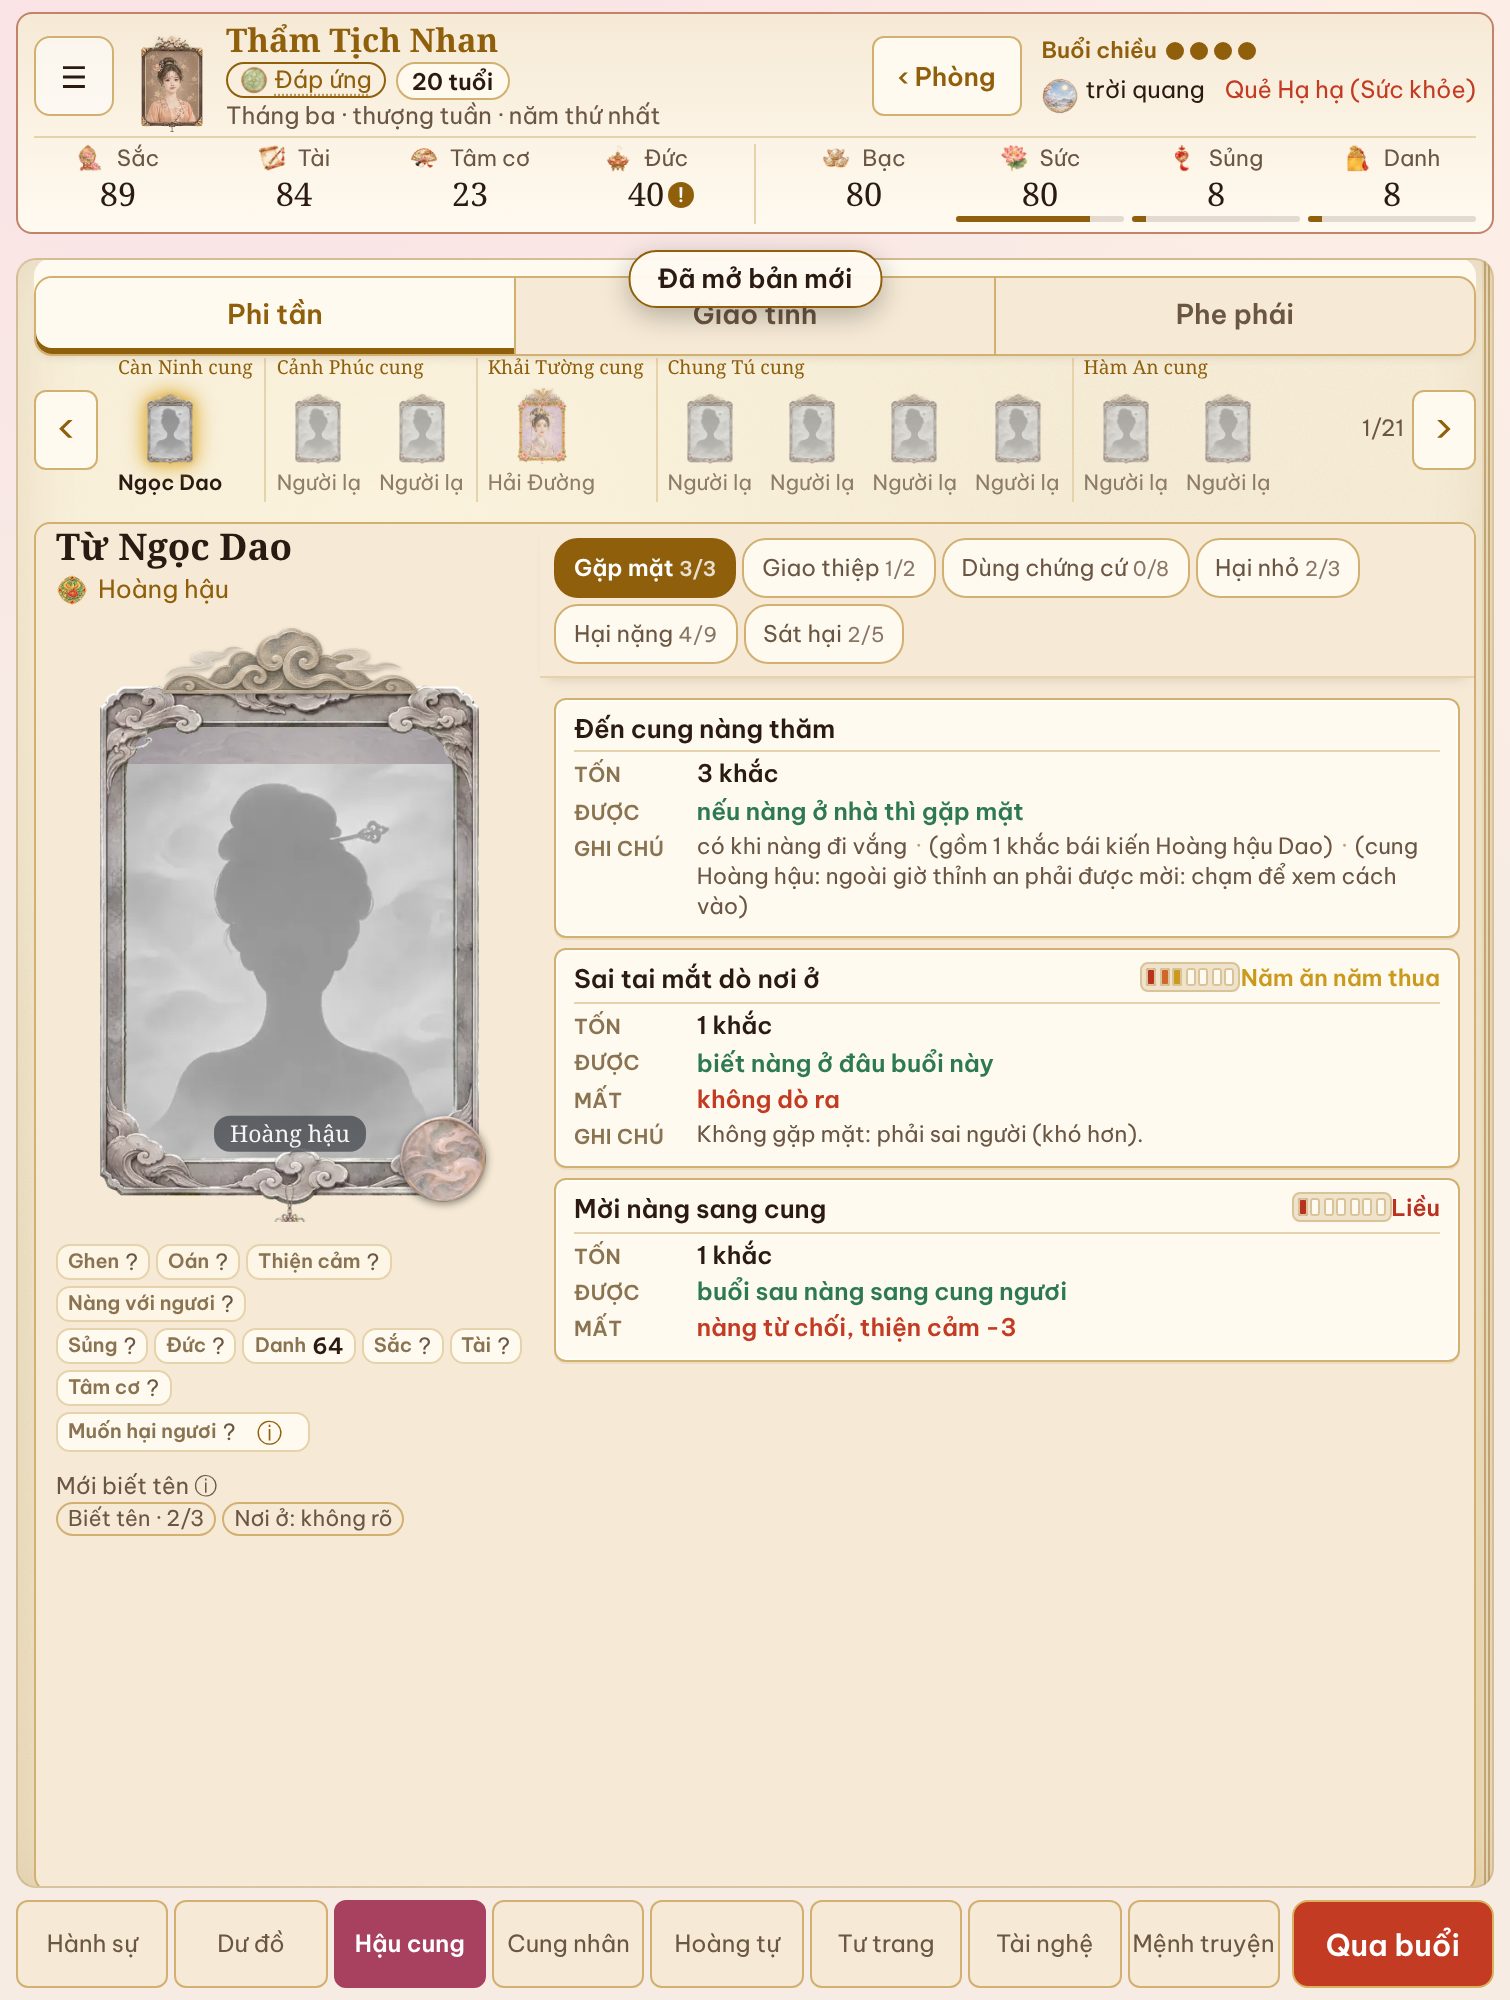 ☰
Thẩm Tịch Nhan
Đáp ứng
20 tuổi
Tháng ba · thượng tuần · năm thứ nhất
‹ Phòng
Buổi chiều
trời quang
Quẻ Hạ hạ (Sức khỏe)
Sắc
89
Tài
84
Tâm cơ
23
Đức
40 !
Bạc
80
Sức
80
Sủng
8
Danh
8
Đã mở bản mới
Phi tần
Giao tình
Phe phái
‹
Càn Ninh cung
Ngọc Dao
Cảnh Phúc cung
Người lạ
Người lạ
Khải Tường cung
Hải Đường
Chung Tú cung
Người lạ
Người lạ
Người lạ
Người lạ
Hàm An cung
Người lạ
Người lạ
1/21
›
Từ Ngọc Dao
Hoàng hậu
Hoàng hậu
Ghen ?
Oán ?
Thiện cảm ?
Nàng với ngươi ?
Sủng ?
Đức ?
Danh 64
Sắc ?
Tài ?
Tâm cơ ?
Muốn hại ngươi ? ⓘ
Mới biết tên ⓘ
Biết tên · 2/3
Nơi ở: không rõ
Gặp mặt 3/3
Giao thiệp 1/2
Dùng chứng cứ 0/8
Hại nhỏ 2/3
Hại nặng 4/9
Sát hại 2/5
Đến cung nàng thăm
TỐN 3 khắc
ĐƯỢC nếu nàng ở nhà thì gặp mặt
GHI CHÚ có khi nàng đi vắng · (gồm 1 khắc bái kiến Hoàng hậu Dao) · (cung
Hoàng hậu: ngoài giờ thỉnh an phải được mời: chạm để xem cách
vào)
Sai tai mắt dò nơi ở
Năm ăn năm thua
TỐN 1 khắc
ĐƯỢC biết nàng ở đâu buổi này
MẤT không dò ra
GHI CHÚ Không gặp mặt: phải sai người (khó hơn).
Mời nàng sang cung
Liều
TỐN 1 khắc
ĐƯỢC buổi sau nàng sang cung ngươi
MẤT nàng từ chối, thiện cảm -3
Hành sự
Dư đồ
Hậu cung
Cung nhân
Hoàng tự
Tư trang
Tài nghệ
Mệnh truyện
Qua buổi